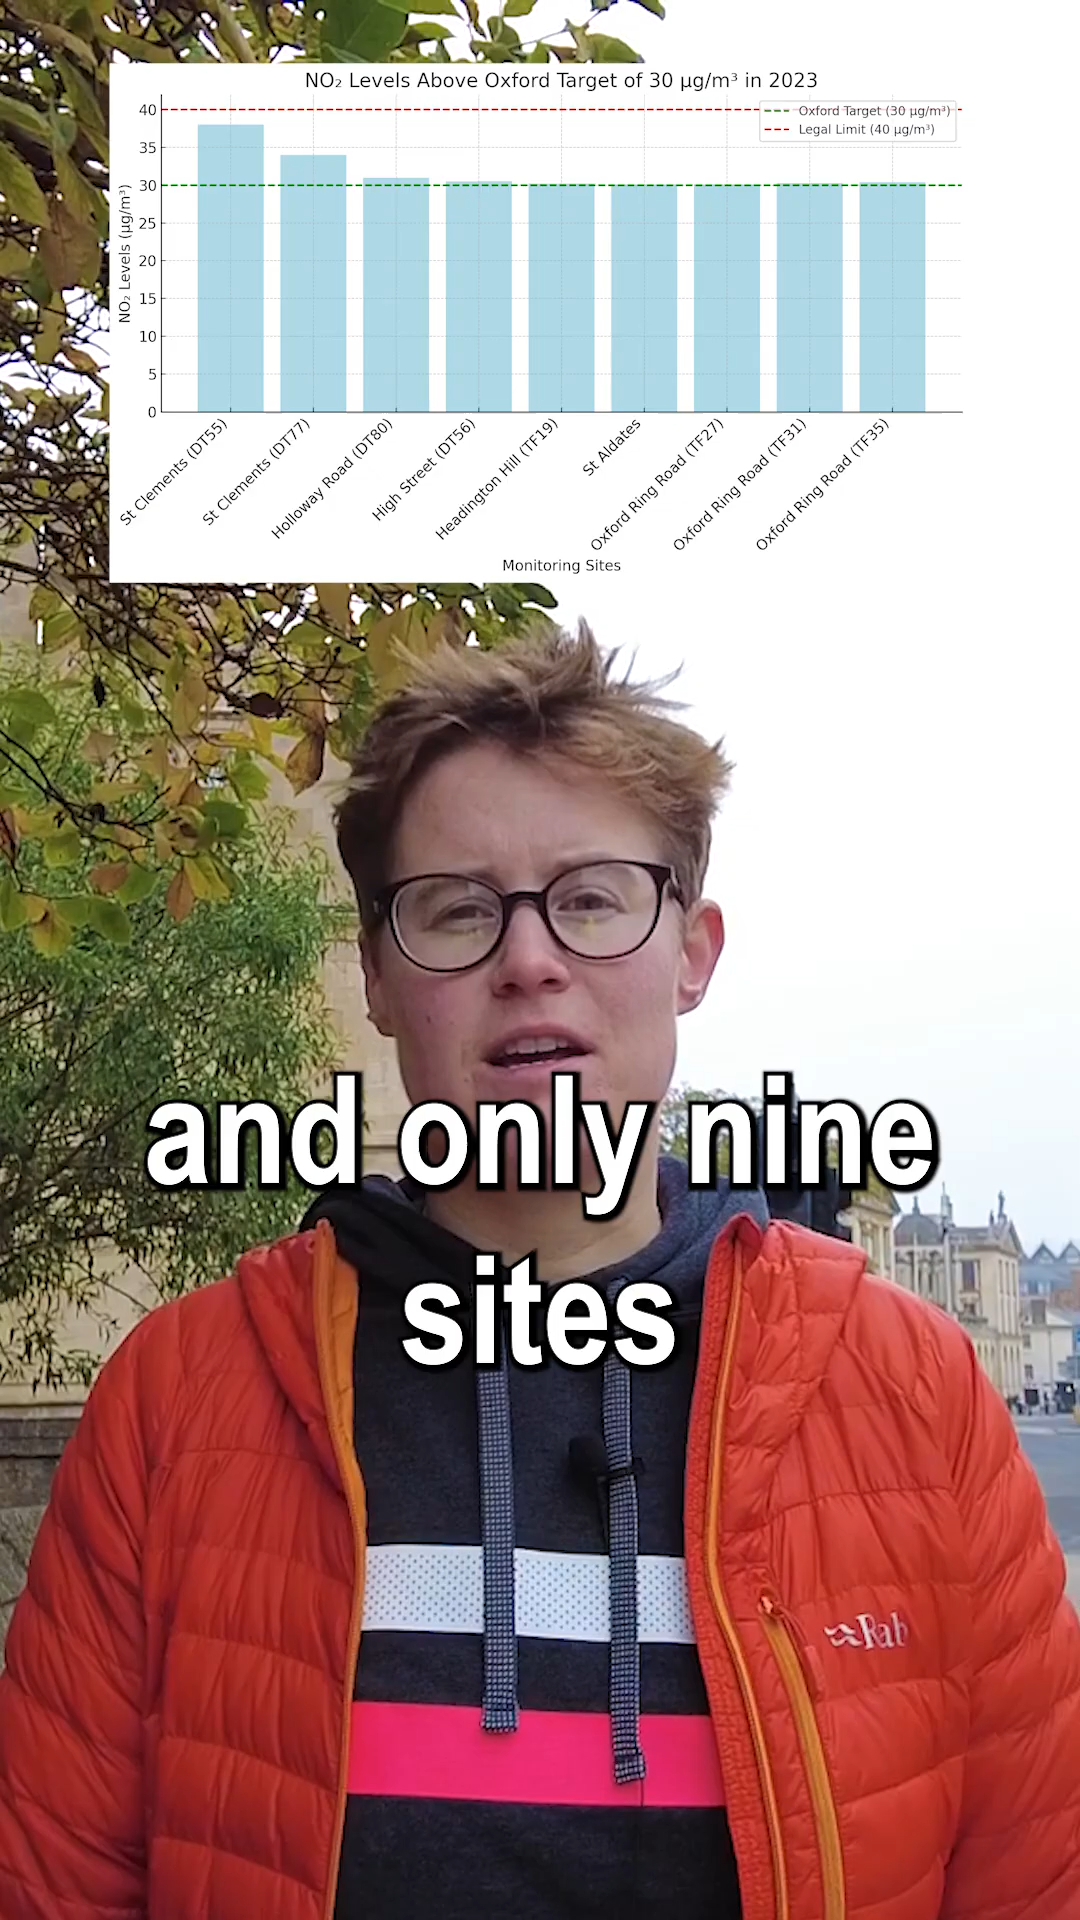 NO₂ Levels Above Oxford Target of 30 μg/m³ in 2023
Oxford Target (30 μg/m³)
Legal Limit (40 μg/m³)
NO₂ Levels (μg/m³)
40
35
30
25
20
15
10
5
0
St Clements (DT55)
St Clements (DT77)
Holloway Road (DT80)
High Street (DT56)
Headington Hill (TF19)
St Aldates
Oxford Ring Road (TF27)
Oxford Ring Road (TF31)
Oxford Ring Road (TF35)
Monitoring Sites
and only nine
sites
Rab